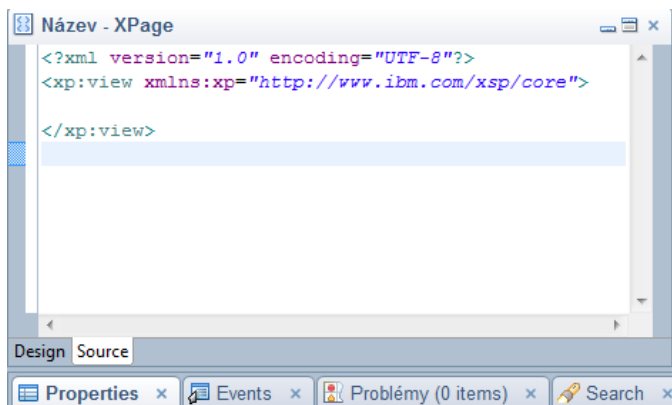 Název - XPage
<?xml version="1.0" encoding="UTF-8"?>
<xp:view xmlns:xp="http://www.ibm.com/xsp/core">
</xp:view>
Design Source
Properties Events Problémy (0 items) Search